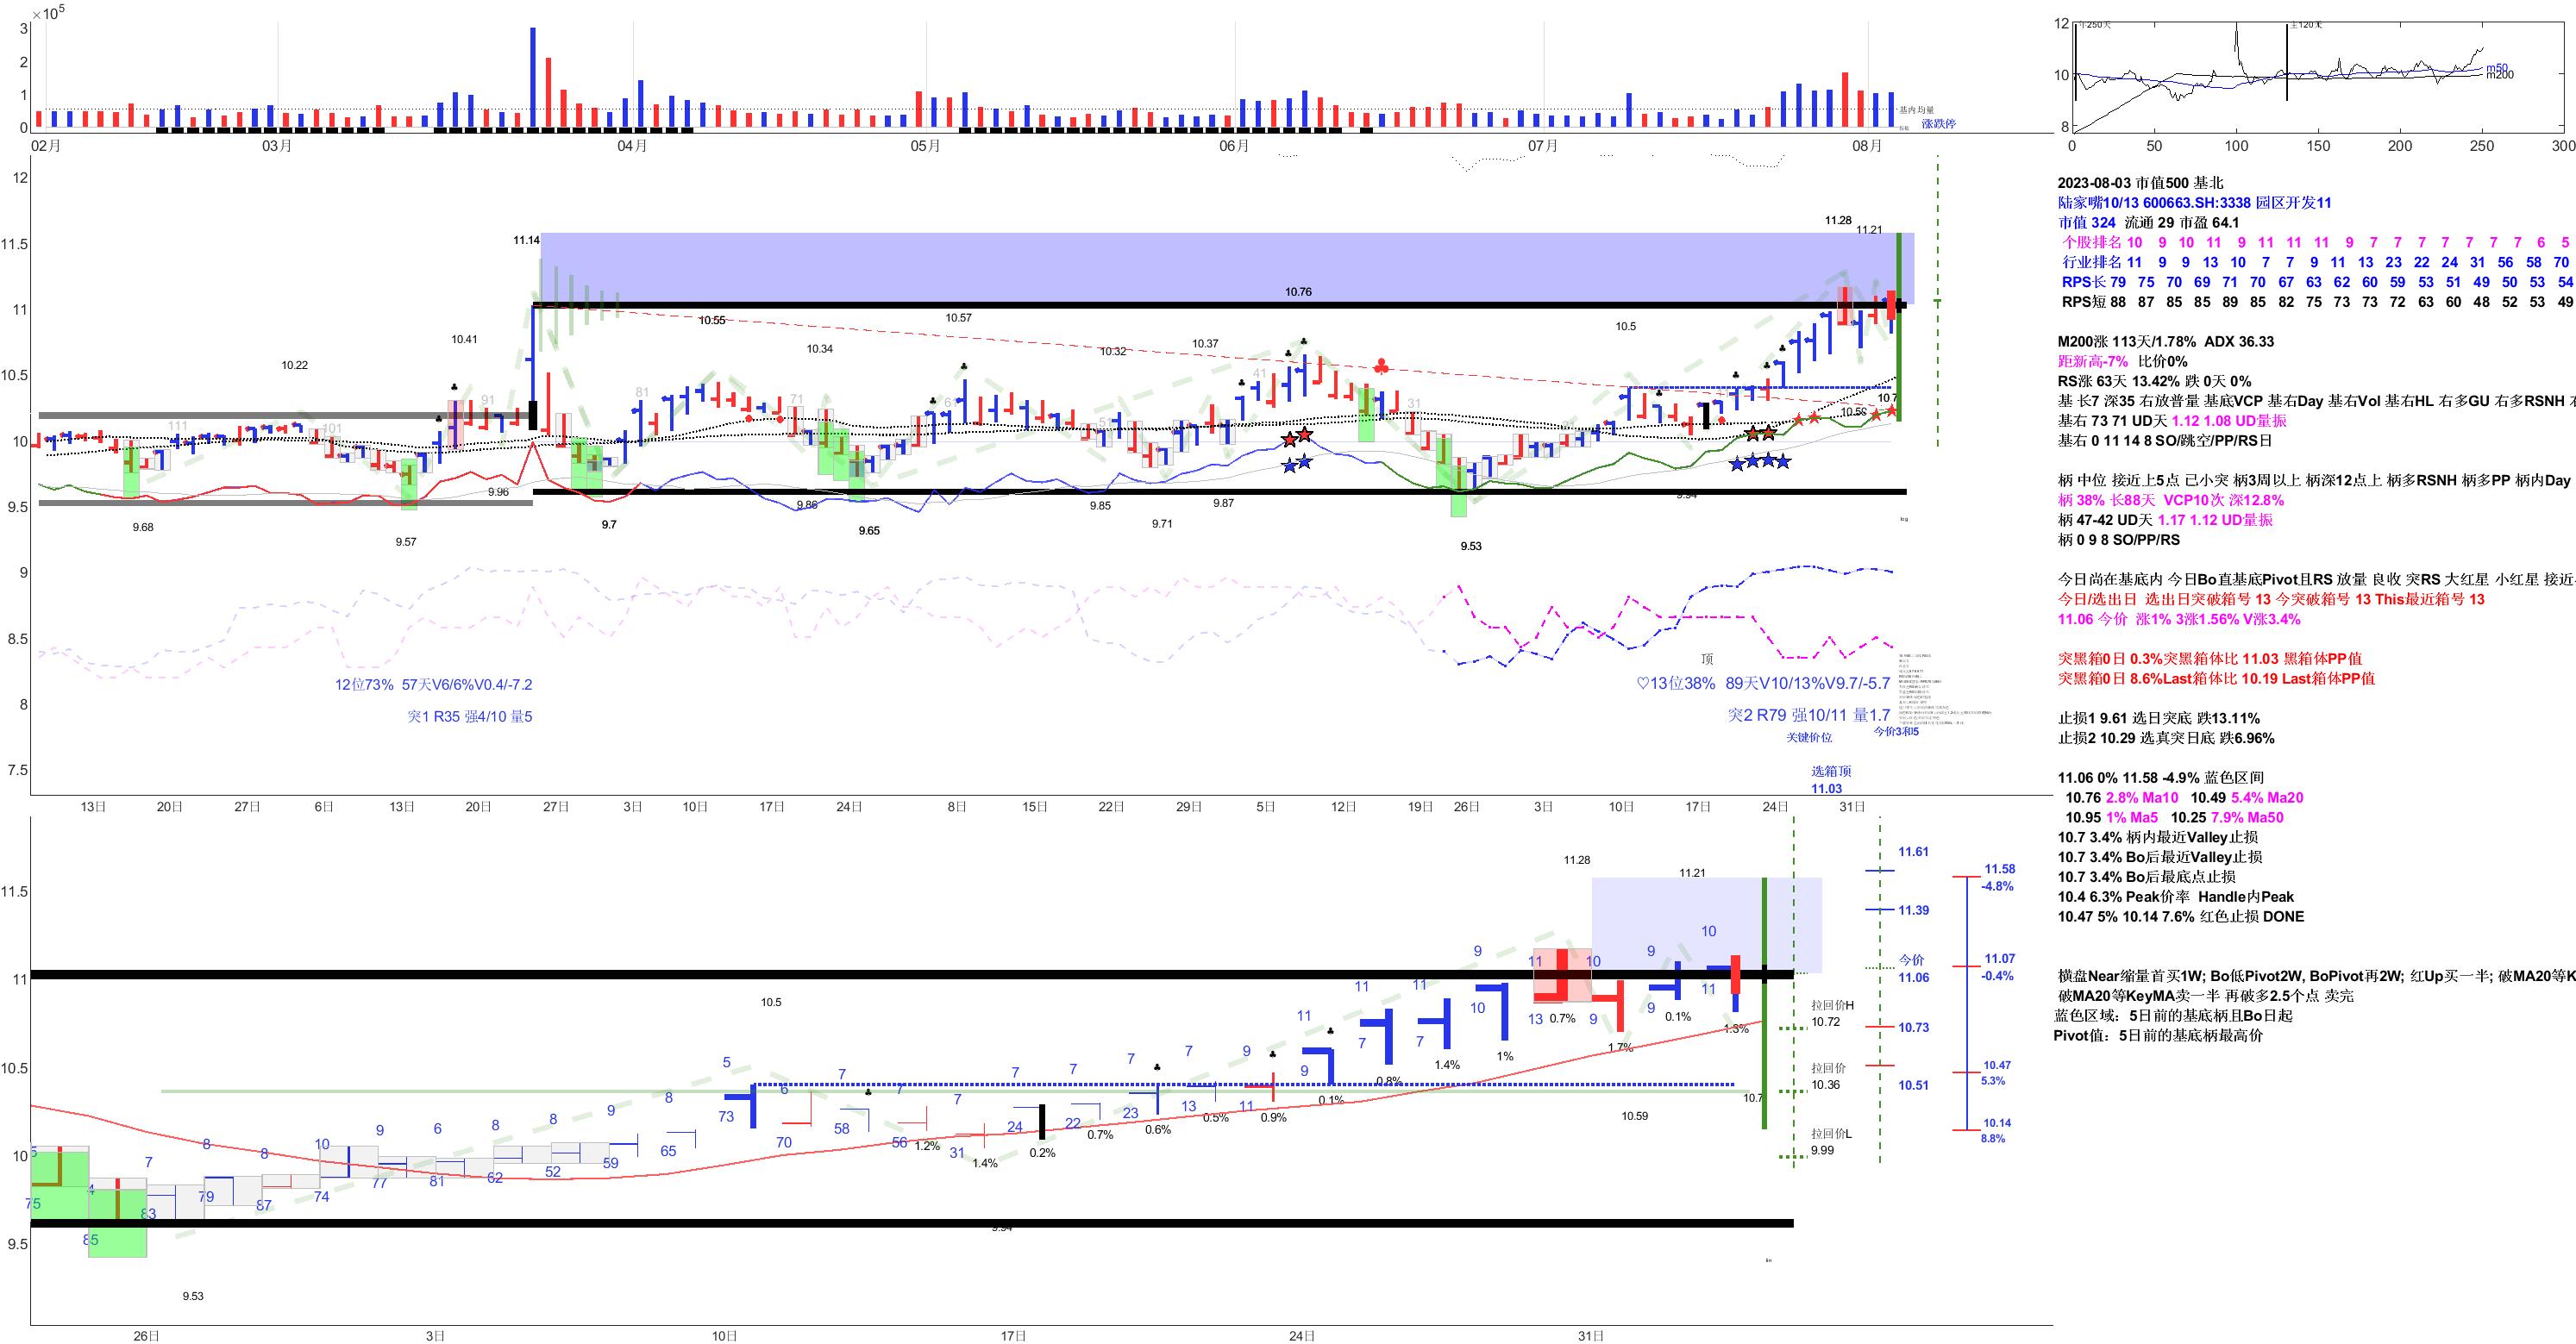 ×10⁵
3
2
1
0
基内均量
涨跌停
02月 03月 04月 05月 06月 07月 08月
12
年250天
主120天
10
8
m50
m200
0 50 100 150 200 250 300
12
11.5
11
10.5
10
9.5
9
8.5
8
7.5
11.14
11.28
11.21
10.76
10.22
10.41
10.55
10.34
10.57
10.32
10.37
10.5
111
101
91
81
71
61
51
41
31
10.59
10.7
9.68
9.57
9.96
9.7
9.86
9.65
9.85
9.71
9.87
9.53
9.94
12位73% 57天V6/6%V0.4/-7.2
突1 R35 强4/10 量5
顶
♡13位38% 89天V10/13%V9.7/-5.7
突2 R79 强10/11 量1.7
关键价位
今价3和5
选箱顶
11.03
13日 20日 27日 6日 13日 20日 27日 3日 10日 17日 24日 8日 15日 22日 29日 5日 12日 19日 26日 3日 10日 17日 24日 31日
2023-08-03 市值500 基北
陆家嘴10/13 600663.SH:3338 园区开发11
市值 324 流通 29 市盈 64.1
个股排名 10 9 10 11 9 11 11 11 9 7 7 7 7 7 7 6 5
行业排名 11 9 9 13 10 7 7 9 11 13 23 22 24 31 56 58 70
RPS长 79 75 70 69 71 70 67 63 62 60 59 53 51 49 50 53 54
RPS短 88 87 85 85 89 85 82 75 73 73 72 63 60 48 52 53 49
M200涨 113天/1.78% ADX 36.33
距新高-7% 比价0%
RS涨 63天 13.42% 跌 0天 0%
基 长7 深35 右放普量 基底VCP 基右Day 基右Vol 基右HL 右多GU 右多RSNH
基右 73 71 UD天 1.12 1.08 UD量振
基右 0 11 14 8 SO/跳空/PP/RS日
柄 中位 接近上5点 己小突 柄3周以上 柄深12点上 柄多RSNH 柄多PP 柄内Day
柄 38% 长88天 VCP10次 深12.8%
柄 47-42 UD天 1.17 1.12 UD量振
柄 0 9 8 SO/PP/RS
今日尚在基底内 今日Bo直基底Pivot且RS 放量 良收 突RS 大红星 小红星 接近
今日/选出日 选出日突破箱号 13 今突破箱号 13 This最近箱号 13
11.06 今价 涨1% 3涨1.56% V涨3.4%
突黑箱0日 0.3%突黑箱体比 11.03 黑箱体PP值
突黑箱0日 8.6%Last箱体比 10.19 Last箱体PP值
止损1 9.61 选日突底 跌13.11%
止损2 10.29 选真突日底 跌6.96%
11.06 0% 11.58 -4.9% 蓝色区间
10.76 2.8% Ma10 10.49 5.4% Ma20
10.95 1% Ma5 10.25 7.9% Ma50
10.7 3.4% 柄内最近Valley止损
10.7 3.4% Bo后最近Valley止损
10.7 3.4% Bo后最底点止损
10.4 6.3% Peak价率 Handle内Peak
10.47 5% 10.14 7.6% 红色止损 DONE
横盘Near缩量首买1W; Bo低Pivot2W, BoPivot再2W; 红Up买一半; 破MA20等K
破MA20等KeyMA卖一半 再破多2.5个点 卖完
蓝色区域：5日前的基底柄且Bo日起
Pivot值：5日前的基底柄最高价
11.5
11
10.5
10
9.5
11.28
11.21
10.5
10.59
10.7
9.94
9.53
75 85 83 79 87 74 77 81 62 52 59 65 73 70 58 56 31 24 22 23 13 11 9 7 7 10 13 9 9 11
4 7 8 8 10 9 6 8 8 9 8 5 6 7 7 7 7 7 7 7 9 11 11 11 9 11 10 9 10
1.2% 1.4% 0.2% 0.7% 0.6% 0.5% 0.9% 0.1% 0.8% 1.4% 1% 0.7% 1.7% 0.1% 1.3%
拉回价H
10.72
拉回价
10.36
拉回价L
9.99
11.61
11.39
今价
11.06
10.73
10.51
11.58
-4.8%
11.07
-0.4%
10.47
5.3%
10.14
8.8%
26日 3日 10日 17日 24日 31日